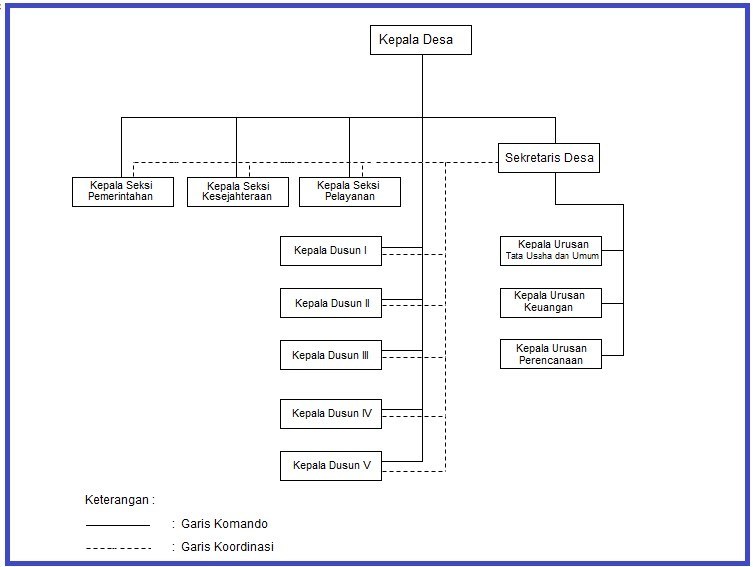 Kepala Desa
Sekretaris Desa
Kepala Seksi
Pemerintahan
Kepala Seksi
Kesejahteraan
Kepala Seksi
Pelayanan
Kepala Dusun I
Kepala Urusan
Tata Usaha dan Umum
Kepala Dusun II
Kepala Urusan
Keuangan
Kepala Dusun III
Kepala Urusan
Perencanaan
Kepala Dusun IV
Kepala Dusun V
Keterangan :
: Garis Komando
: Garis Koordinasi